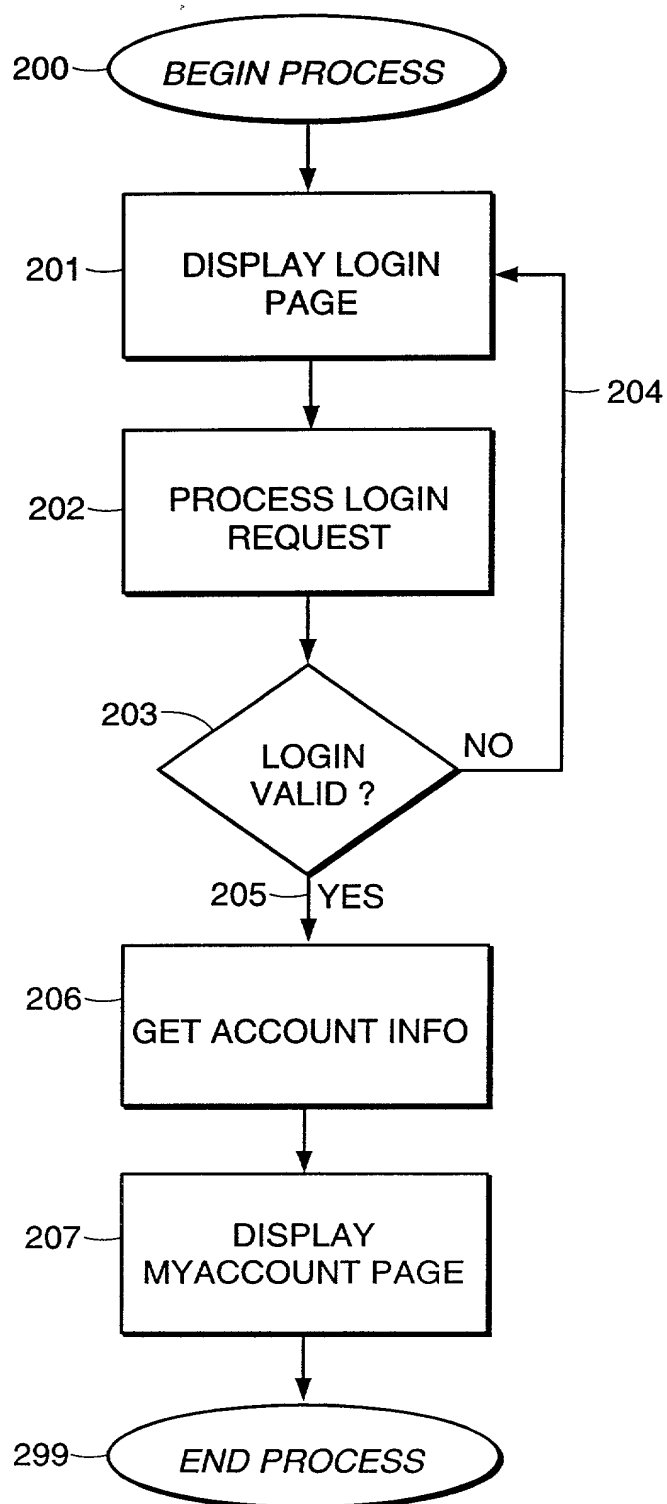 200
BEGIN PROCESS
201
DISPLAY LOGIN
PAGE
204
202
PROCESS LOGIN
REQUEST
203
LOGIN
VALID ?
NO
205
YES
206
GET ACCOUNT INFO
207
DISPLAY
MYACCOUNT PAGE
299
END PROCESS